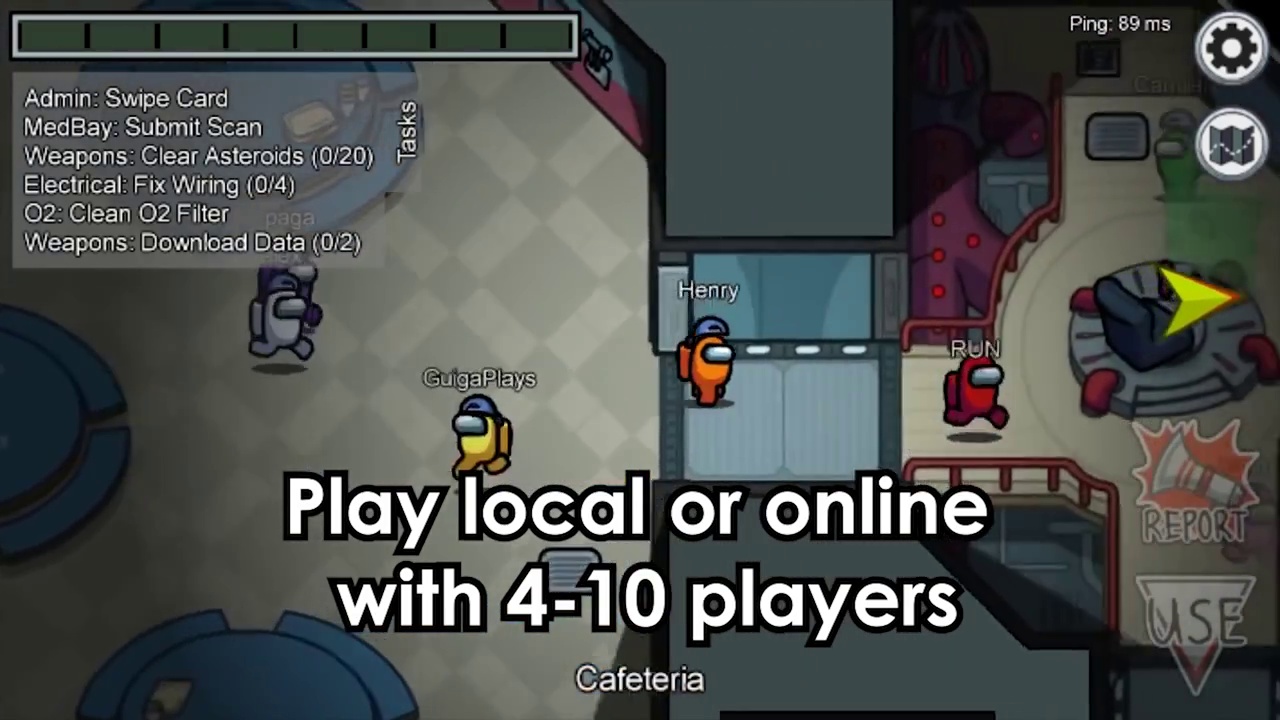 Ping: 89 ms
Admin: Swipe Card
MedBay: Submit Scan
Weapons: Clear Asteroids (0/20)
Electrical: Fix Wiring (0/4)
O2: Clean O2 Filter
Weapons: Download Data (0/2)
Tasks
paga
Henry
RUN
GuigaPlays
REPORT
Play local or online
with 4-10 players
USE
Cafeteria